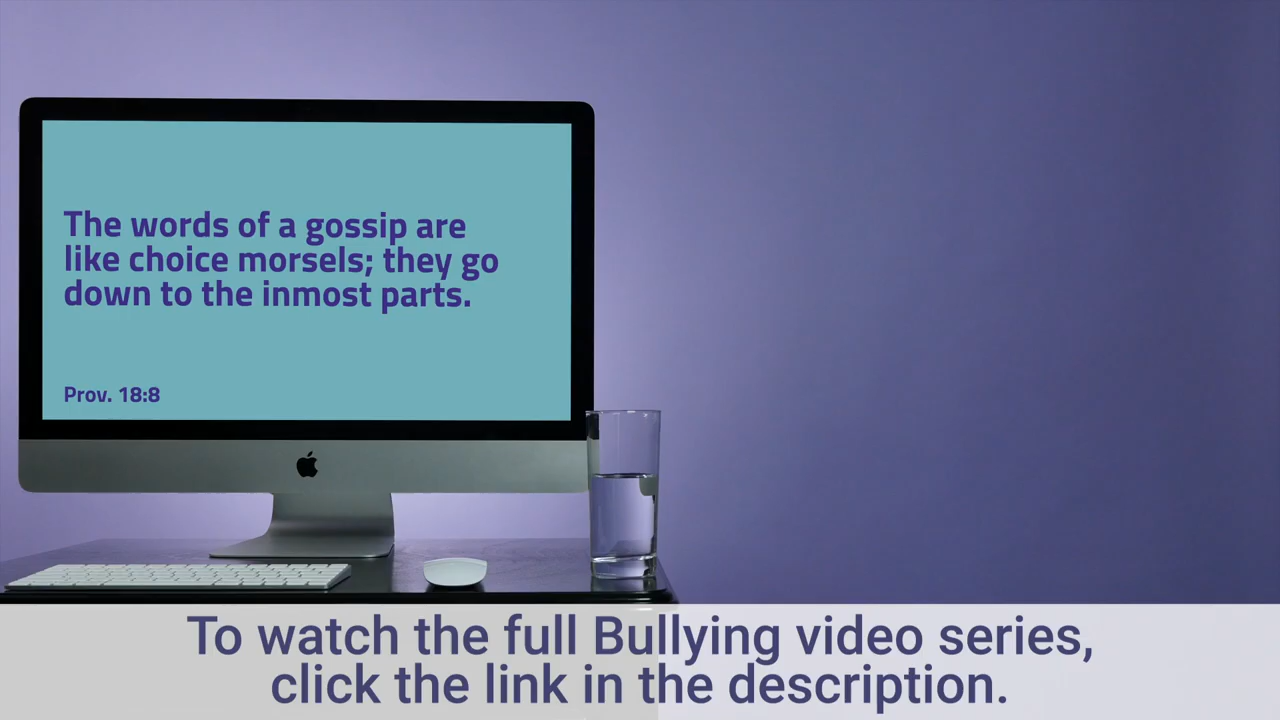 The words of a gossip are
like choice morsels; they go
down to the inmost parts.
Prov. 18:8
To watch the full Bullying video series,
click the link in the description.